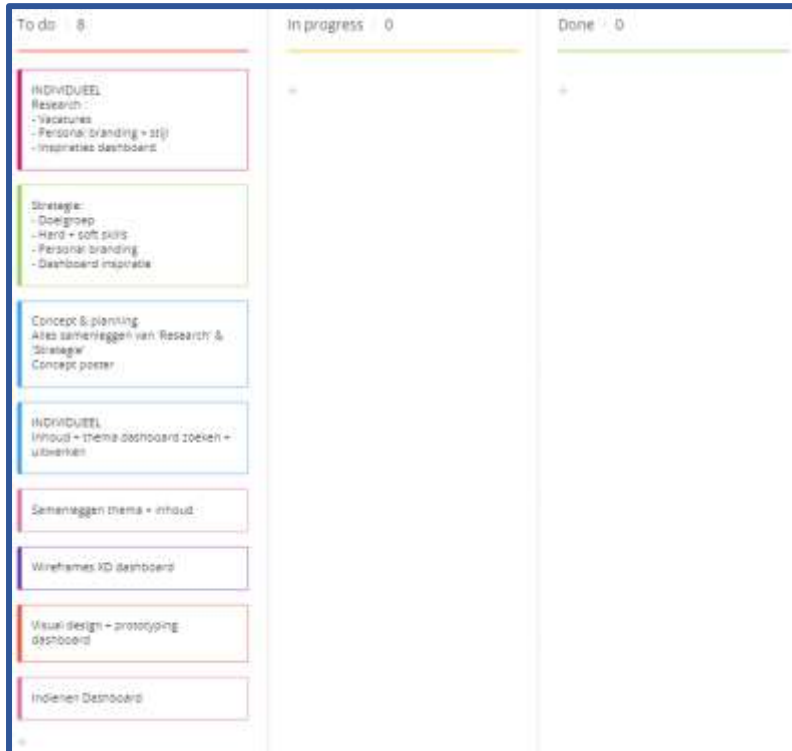 To do 8
INDIVIDUEEL
Research :
- Vacatures
- Personal branding + stijl
- Inspiraties dashboard
Strategie:
- Doelgroep
- Hard + soft skills
- Personal branding
- Dashboard inspiratie
Concept & planning
Alles samenleggen van 'Research' &
'Strategie'
Concept poster
INDIVIDUEEL
Inhoud + thema dashboard zoeken +
uitwerken
Samenleggen thema + inhoud
Wireframes XD dashboard
Visual design + prototyping
dashboard
Indienen Dashboard
+
In progress 0
+
Done 0
+